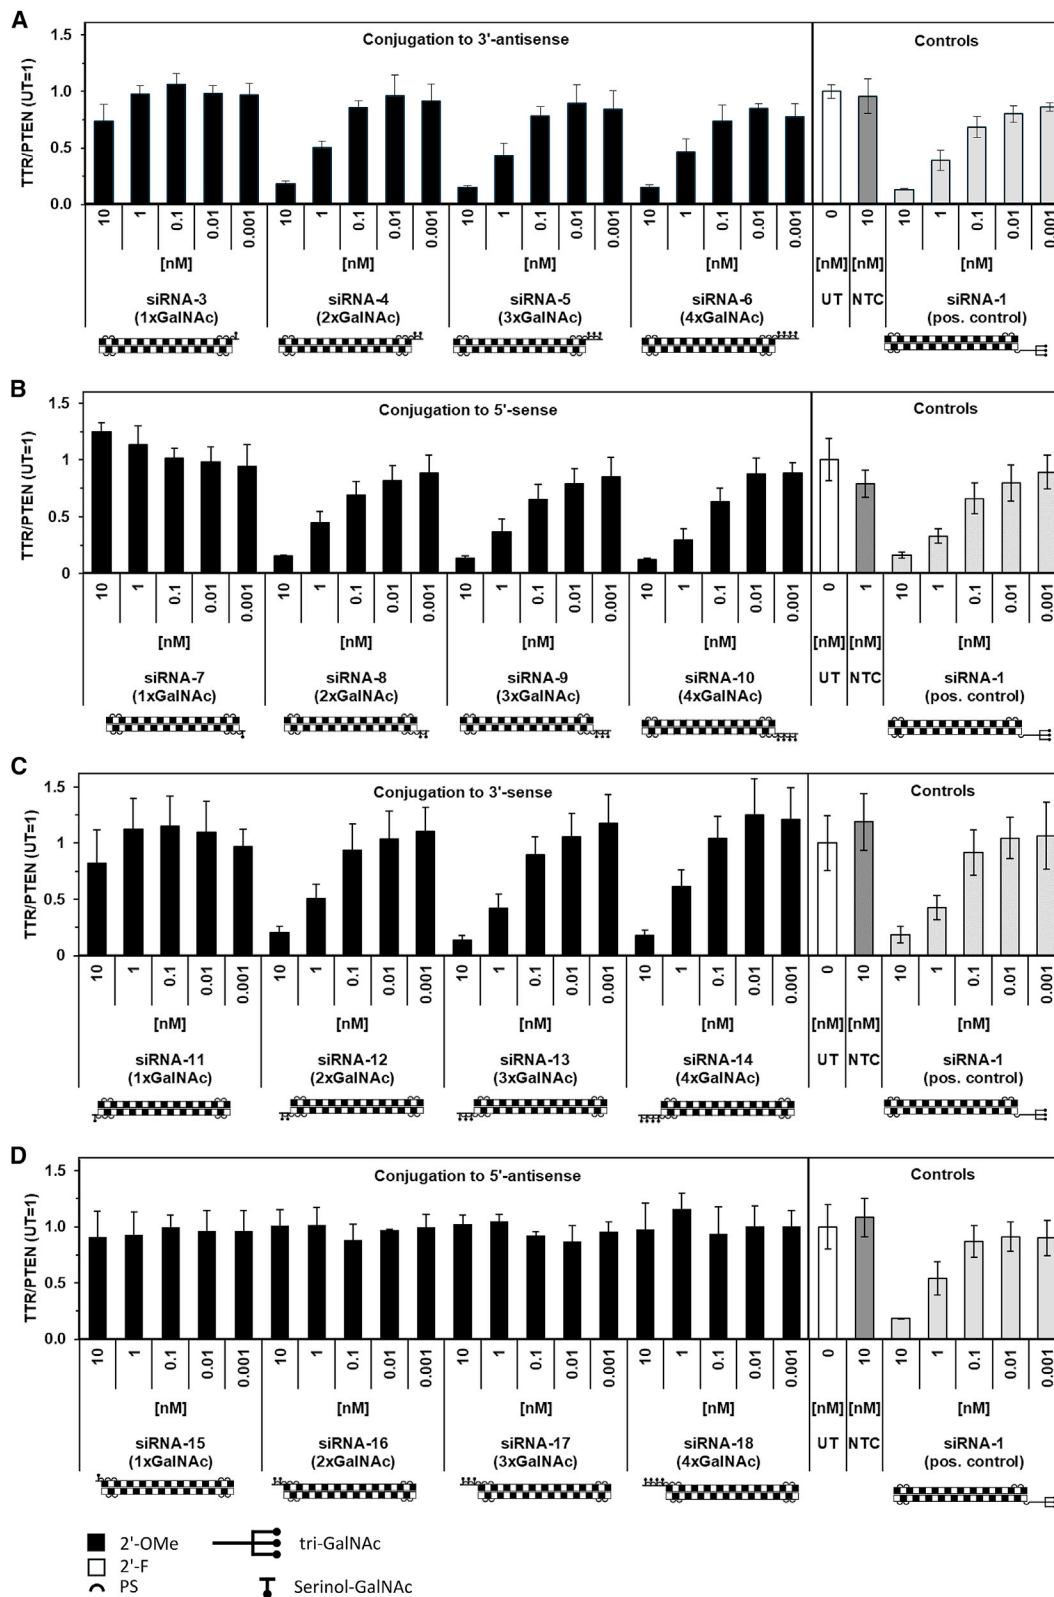 A
Conjugation to 3'-antisense
Controls
TTR/PTEN (UT=1)
1.5
1.0
0.5
0.0
10 1 0.1 0.01 0.001 10 1 0.1 0.01 0.001 10 1 0.1 0.01 0.001 10 1 0.1 0.01 0.001 0 10 10 1 0.1 0.01 0.001
[nM] [nM] [nM] [nM] [nM] [nM] [nM]
siRNA-3 siRNA-4 siRNA-5 siRNA-6 UT NTC siRNA-1
(1xGalNAc) (2xGalNAc) (3xGalNAc) (4xGalNAc) (pos. control)
B
Conjugation to 5'-sense
Controls
TTR/PTEN (UT=1)
1.5
1
0.5
0
10 1 0.1 0.01 0.001 10 1 0.1 0.01 0.001 10 1 0.1 0.01 0.001 10 1 0.1 0.01 0.001 0 1 10 1 0.1 0.01 0.001
[nM] [nM] [nM] [nM] [nM] [nM] [nM]
siRNA-7 siRNA-8 siRNA-9 siRNA-10 UT NTC siRNA-1
(1xGalNAc) (2xGalNAc) (3xGalNAc) (4xGalNAc) (pos. control)
C
Conjugation to 3'-sense
Controls
TTR/PTEN (UT=1)
1.5
1
0.5
0
10 1 0.1 0.01 0.001 10 1 0.1 0.01 0.001 10 1 0.1 0.01 0.001 10 1 0.1 0.01 0.001 0 10 10 1 0.1 0.01 0.001
[nM] [nM] [nM] [nM] [nM] [nM] [nM]
siRNA-11 siRNA-12 siRNA-13 siRNA-14 UT NTC siRNA-1
(1xGalNAc) (2xGalNAc) (3xGalNAc) (4xGalNAc) (pos. control)
D
Conjugation to 5'-antisense
Controls
TTR/PTEN (UT=1)
1.5
1.0
0.5
0.0
10 1 0.1 0.01 0.001 10 1 0.1 0.01 0.001 10 1 0.1 0.01 0.001 10 1 0.1 0.01 0.001 0 10 10 1 0.1 0.01 0.001
[nM] [nM] [nM] [nM] [nM] [nM] [nM]
siRNA-15 siRNA-16 siRNA-17 siRNA-18 UT NTC siRNA-1
(1xGalNAc) (2xGalNAc) (3xGalNAc) (4xGalNAc) (pos. control)
2'-OMe tri-GalNAc
2'-F
PS Serinol-GalNAc